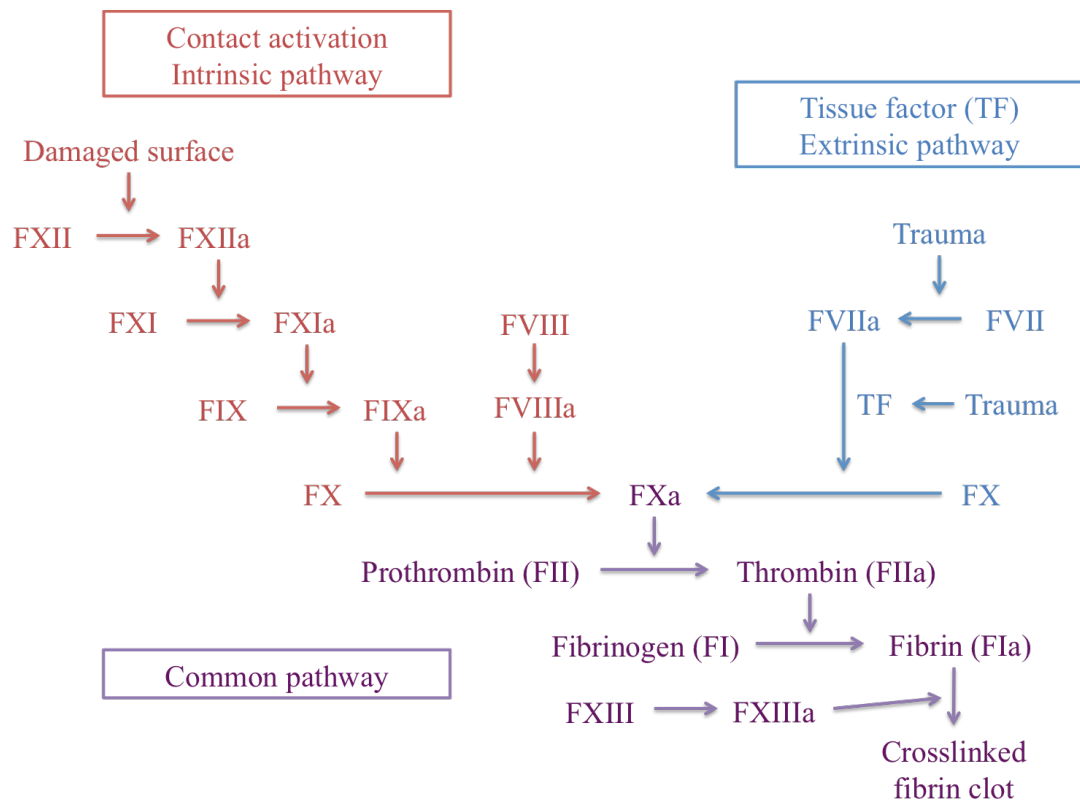 Contact activation
Intrinsic pathway
Tissue factor (TF)
Extrinsic pathway
Damaged surface
FXII
FXIIa
Trauma
FXI
FXIa
FVIII
FVIIa
FVII
FIX
FIXa
FVIIIa
TF
Trauma
FX
FXa
FX
Prothrombin (FII)
Thrombin (FIIa)
Fibrinogen (FI)
Fibrin (FIa)
Common pathway
FXIII
FXIIIa
Crosslinked
fibrin clot